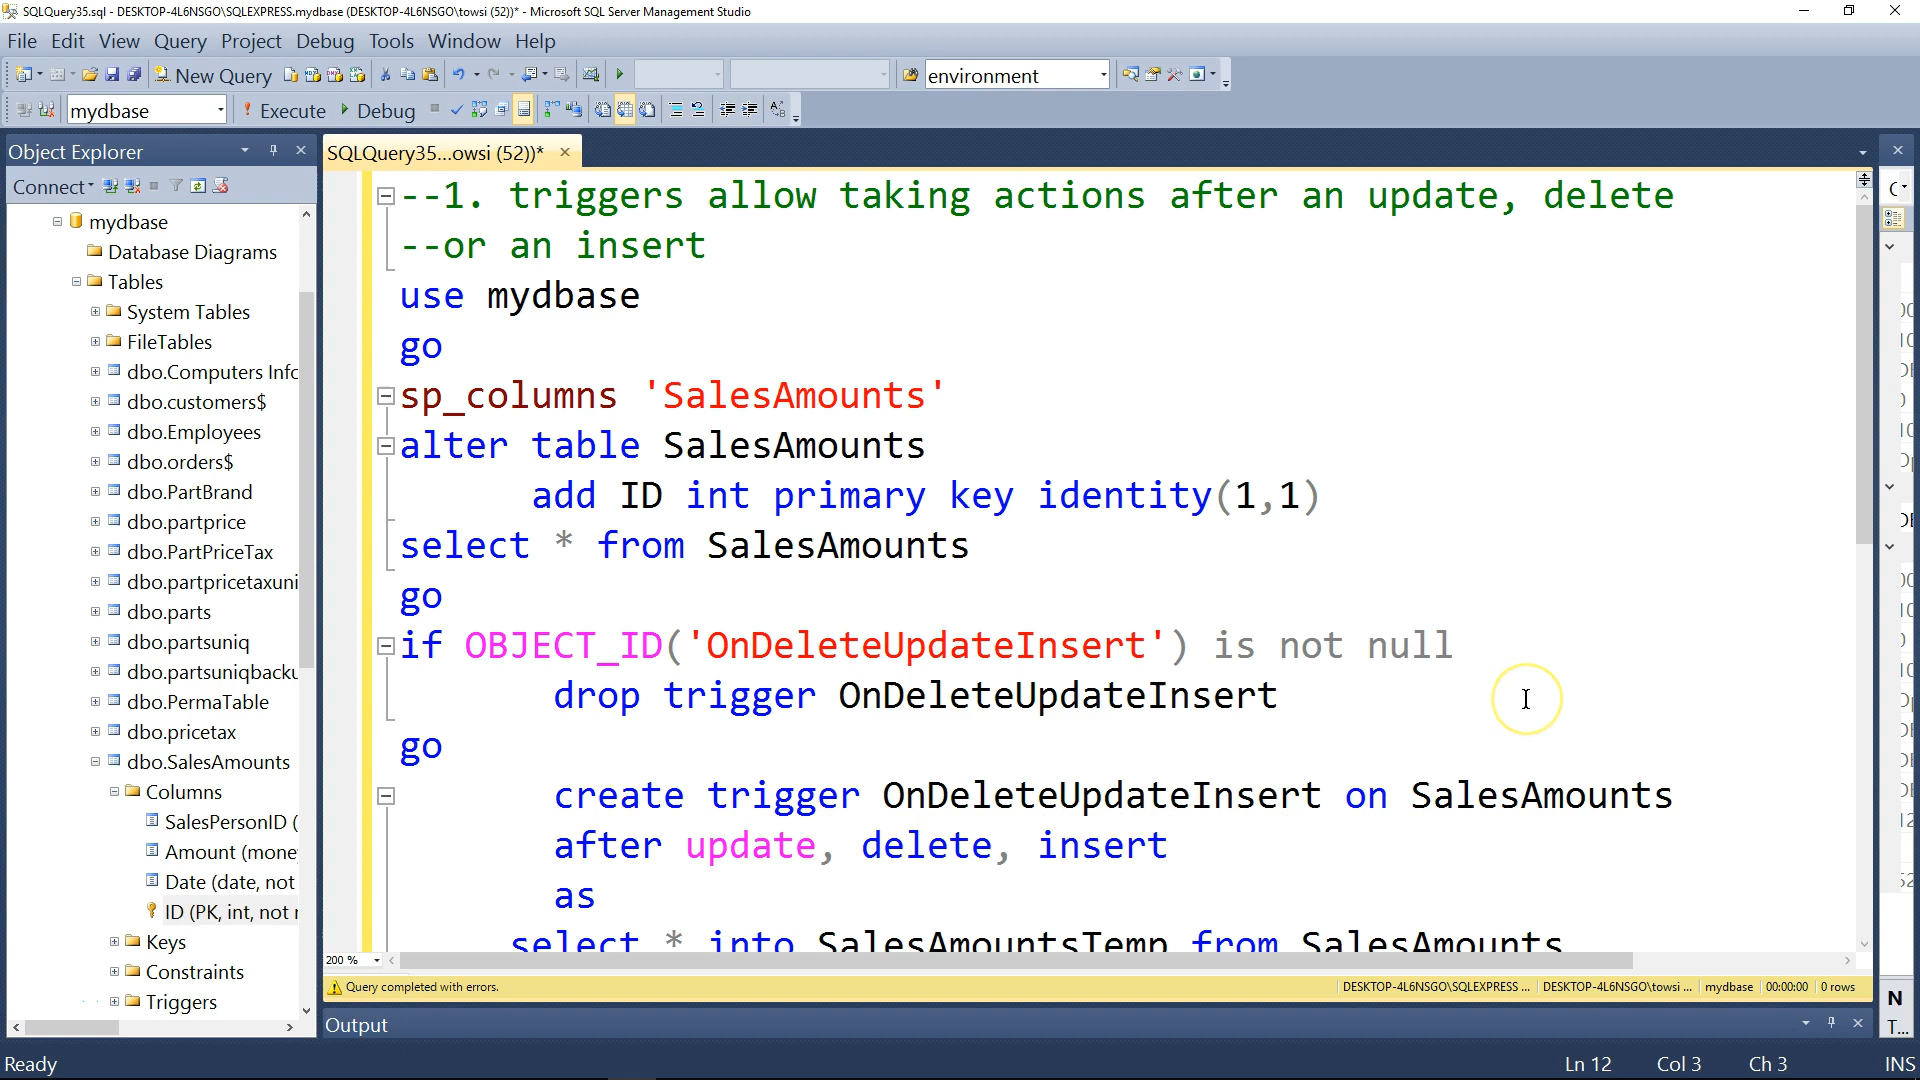 SQLQuery35.sql - DESKTOP-4L6NSGO\SQLEXPRESS.mydbase (DESKTOP-4L6NSGO\towsi (52))* - Microsoft SQL Server Management Studio
File Edit View Query Project Debug Tools Window Help
New Query environment
mydbase Execute Debug
Object Explorer
Connect
mydbase
Database Diagrams
Tables
System Tables
FileTables
dbo.Computers Info
dbo.customers$
dbo.Employees
dbo.orders$
dbo.PartBrand
dbo.partprice
dbo.PartPriceTax
dbo.partpricetaxuni
dbo.parts
dbo.partsuniq
dbo.partsuniqbacku
dbo.PermaTable
dbo.pricetax
dbo.SalesAmounts
Columns
SalesPersonID (
Amount (mone
Date (date, not
ID (PK, int, not
Keys
Constraints
Triggers
SQLQuery35...owsi (52))*
--1. triggers allow taking actions after an update, delete
--or an insert
use mydbase
go
sp_columns 'SalesAmounts'
alter table SalesAmounts
add ID int primary key identity(1,1)
select * from SalesAmounts
go
if OBJECT_ID('OnDeleteUpdateInsert') is not null
drop trigger OnDeleteUpdateInsert
go
create trigger OnDeleteUpdateInsert on SalesAmounts
after update, delete, insert
as
select * into SalesAmountsTemp from SalesAmounts
200 %
Query completed with errors. DESKTOP-4L6NSGO\SQLEXPRESS ... DESKTOP-4L6NSGO\towsi ... mydbase 00:00:00 0 rows
Output
N
T...
Ready Ln 12 Col 3 Ch 3 INS